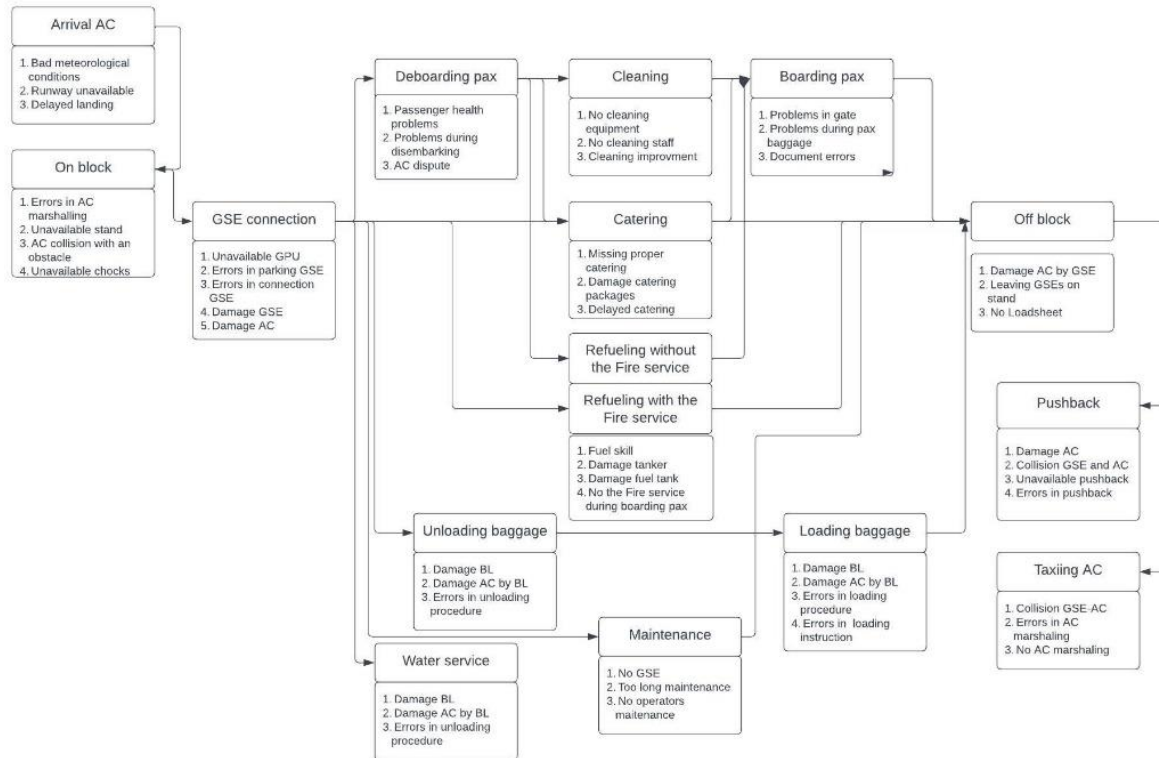 Arrival AC
1. Bad meteorological
conditions
2. Runway unavailable
3. Delayed landing
On block
1. Errors in AC
marshalling
2. Unavailable stand
3. AC collision with an
obstacle
4. Unavailable chocks
GSE connection
1. Unavailable GPU
2. Errors in parking GSE
3. Errors in connection
GSE
4. Damage GSE
5. Damage AC
Deboarding pax
1. Passenger health
problems
2. Problems during
disembarking
3. AC dispute
Cleaning
1. No cleaning
equipment
2. No cleaning staff
3. Cleaning improvment
Boarding pax
1. Problems in gate
2. Problems during pax
baggage
3. Document errors
Catering
1. Missing proper
catering
2. Damage catering
packages
3. Delayed catering
Refueling without
the Fire service
Refueling with the
Fire service
1. Fuel skill
2. Damage tanker
3. Damage fuel tank
4. No the Fire service
during boarding pax
Unloading baggage
1. Damage BL
2. Damage AC by BL
3. Errors in unloading
procedure
Loading baggage
1. Damage BL
2. Damage AC by BL
3. Errors in loading
procedure
4. Errors in loading
instruction
Maintenance
1. No GSE
2. Too long maintenance
3. No operators
maitenance
Water service
1. Damage BL
2. Damage AC by BL
3. Errors in unloading
procedure
Off block
1. Damage AC by GSE
2. Leaving GSEs on
stand
3. No Loadsheet
Pushback
1. Damage AC
2. Collision GSE and AC
3. Unavailable pushback
4. Errors in pushback
Taxiing AC
1. Collision GSE-AC
2. Errors in AC
marshaling
3. No AC marshaling